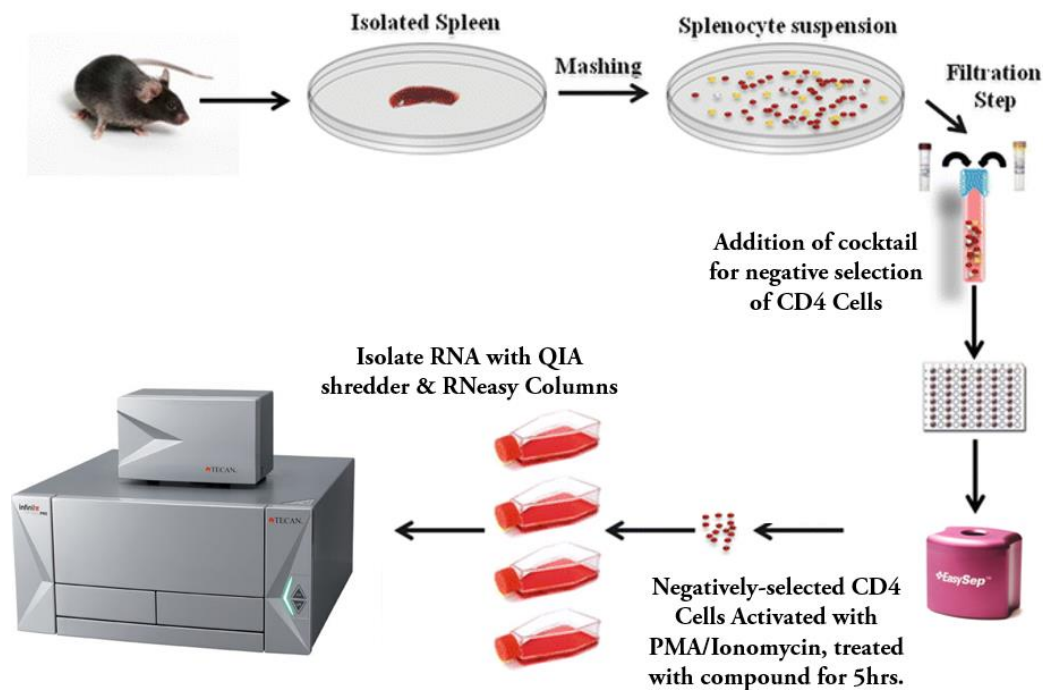 Isolated Spleen
Mashing
Splenocyte suspension
Filtration
Step
Addition of cocktail
for negative selection
of CD4 Cells
EasySep
Negatively-selected CD4
Cells Activated with
PMA/Ionomycin, treated
with compound for 5hrs.
Isolate RNA with QIA
shredder & RNeasy Columns
TECAN.
infinite
TECAN.